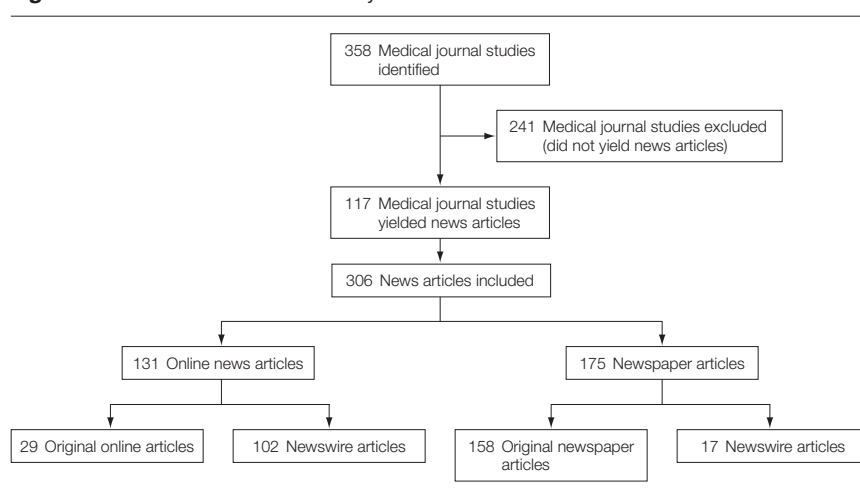 358 Medical journal studies
identified
241 Medical journal studies excluded
(did not yield news articles)
117 Medical journal studies
yielded news articles
306 News articles included
131 Online news articles
175 Newspaper articles
29 Original online articles
102 Newswire articles
158 Original newspaper
articles
17 Newswire articles